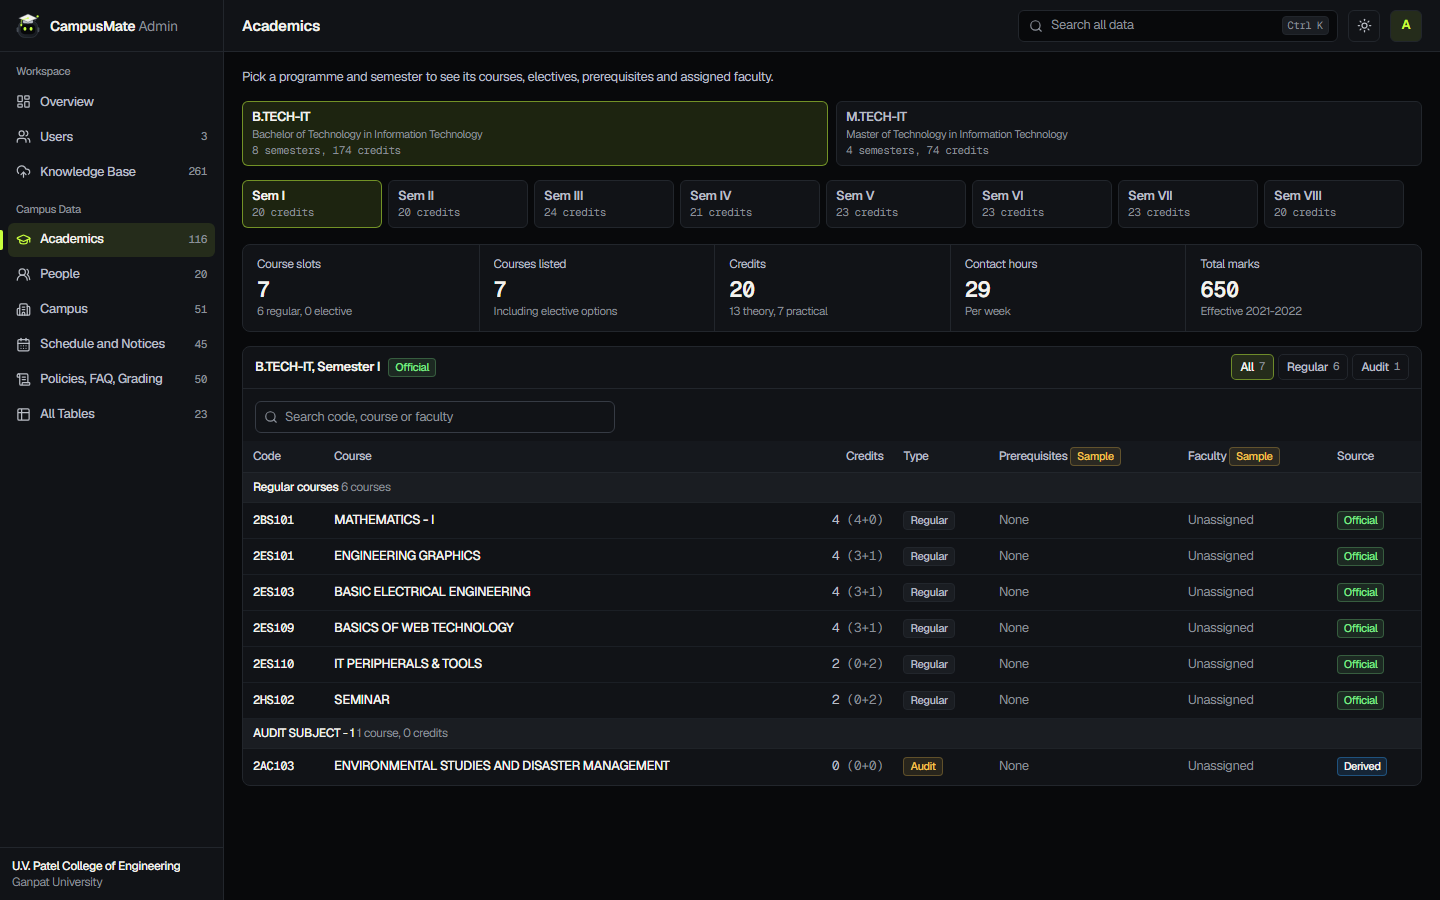 CampusMate Admin
Academics
Search all data
Ctrl K
A
Workspace
Overview
Users 3
Knowledge Base 261
Campus Data
Academics 116
People 20
Campus 51
Schedule and Notices 45
Policies, FAQ, Grading 50
All Tables 23
U.V. Patel College of Engineering
Ganpat University
Pick a programme and semester to see its courses, electives, prerequisites and assigned faculty.
B.TECH-IT
Bachelor of Technology in Information Technology
8 semesters, 174 credits
M.TECH-IT
Master of Technology in Information Technology
4 semesters, 74 credits
Sem I
20 credits
Sem II
20 credits
Sem III
24 credits
Sem IV
21 credits
Sem V
23 credits
Sem VI
23 credits
Sem VII
23 credits
Sem VIII
20 credits
Course slots
7
6 regular, 0 elective
Courses listed
7
Including elective options
Credits
20
13 theory, 7 practical
Contact hours
29
Per week
Total marks
650
Effective 2021-2022
B.TECH-IT, Semester I Official
All 7 Regular 6 Audit 1
Search code, course or faculty
Code Course Credits Type Prerequisites Sample Faculty Sample Source
Regular courses 6 courses
2BS101 MATHEMATICS - I 4 (4+0) Regular None Unassigned Official
2ES101 ENGINEERING GRAPHICS 4 (3+1) Regular None Unassigned Official
2ES103 BASIC ELECTRICAL ENGINEERING 4 (3+1) Regular None Unassigned Official
2ES109 BASICS OF WEB TECHNOLOGY 4 (3+1) Regular None Unassigned Official
2ES110 IT PERIPHERALS & TOOLS 2 (0+2) Regular None Unassigned Official
2HS102 SEMINAR 2 (0+2) Regular None Unassigned Official
AUDIT SUBJECT - 1 1 course, 0 credits
2AC103 ENVIRONMENTAL STUDIES AND DISASTER MANAGEMENT 0 (0+0) Audit None Unassigned Derived